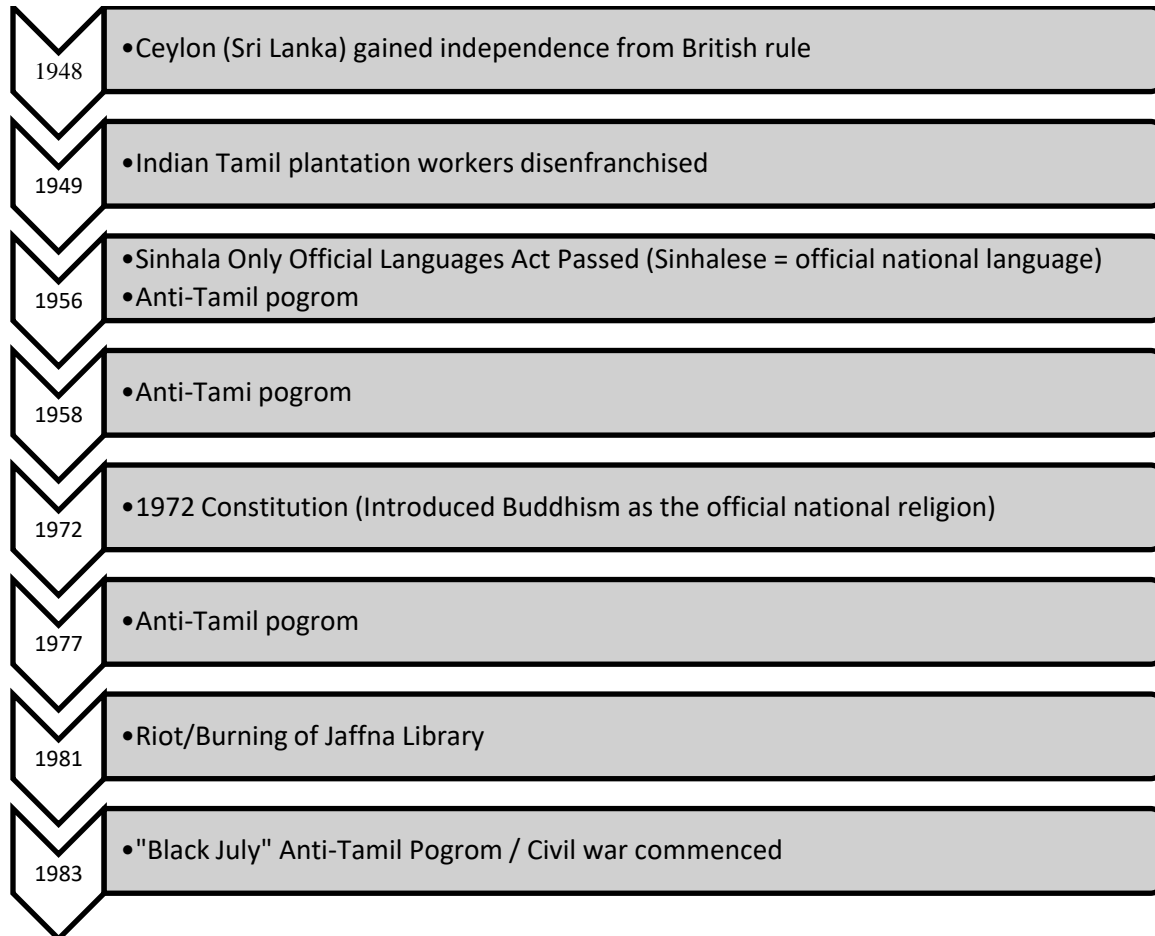 1948
•Ceylon (Sri Lanka) gained independence from British rule
1949
•Indian Tamil plantation workers disenfranchised
1956
•Sinhala Only Official Languages Act Passed (Sinhalese = official national language)
•Anti-Tamil pogrom
1958
•Anti-Tami pogrom
1972
•1972 Constitution (Introduced Buddhism as the official national religion)
1977
•Anti-Tamil pogrom
1981
•Riot/Burning of Jaffna Library
1983
•"Black July" Anti-Tamil Pogrom / Civil war commenced